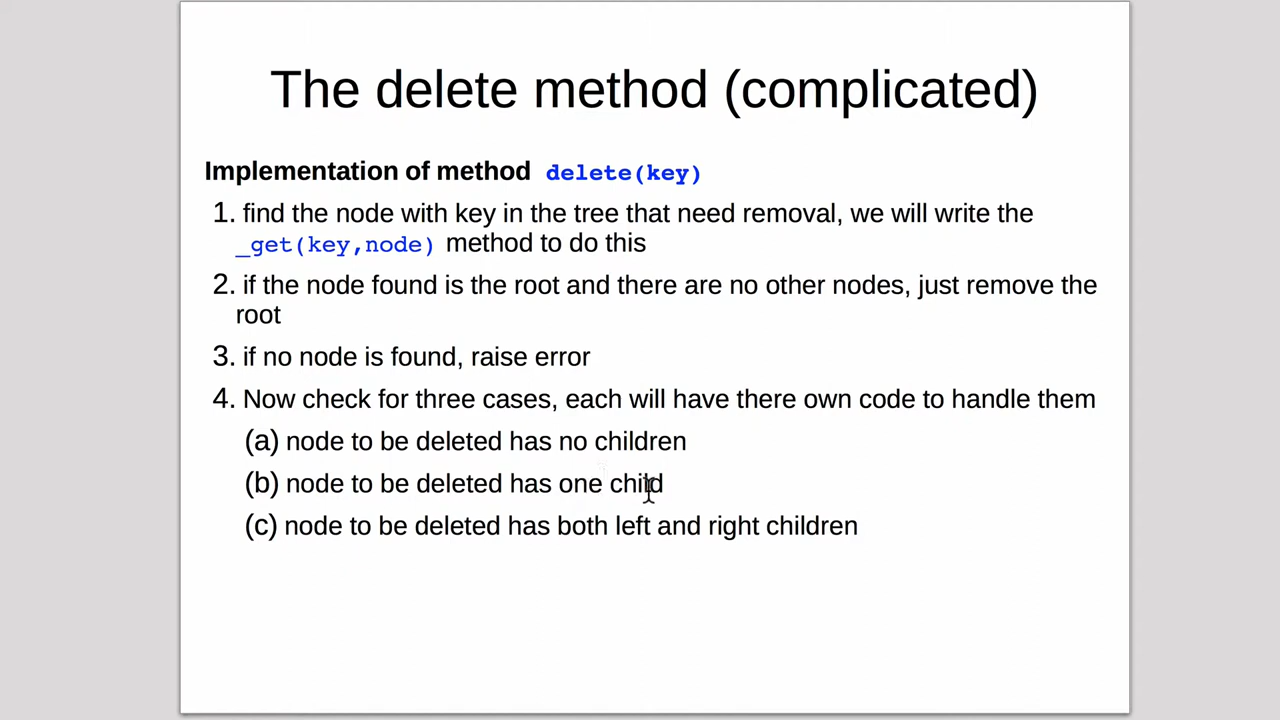 The delete method (complicated)
Implementation of method delete(key)
1. find the node with key in the tree that need removal, we will write the
_get(key,node) method to do this
2. if the node found is the root and there are no other nodes, just remove the
root
3. if no node is found, raise error
4. Now check for three cases, each will have there own code to handle them
(a) node to be deleted has no children
(b) node to be deleted has one child
(c) node to be deleted has both left and right children